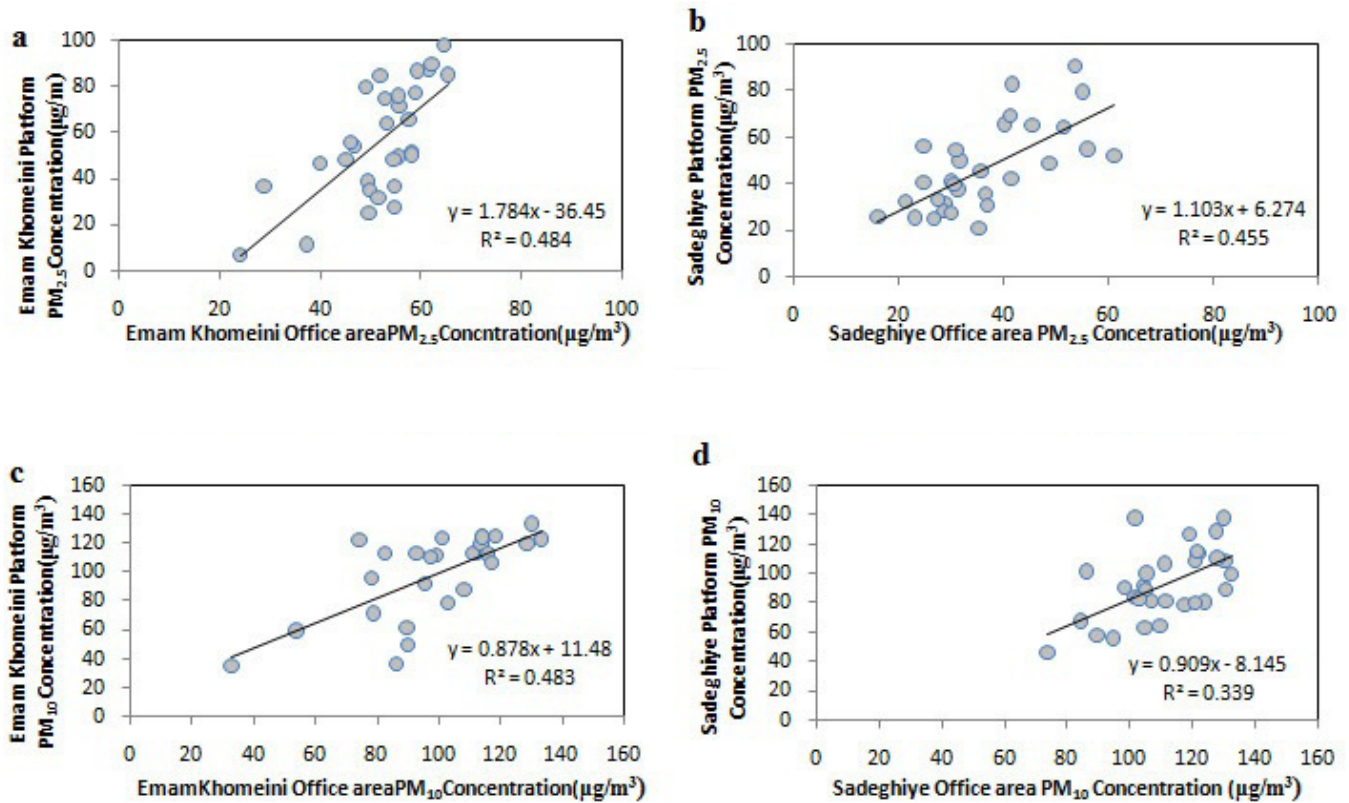 a
Emam Khomeini Platform
PM₂.₅Concentration(µg/m)
100
80
60
40
20
0
y = 1.784x - 36.45
R² = 0.484
0 20 40 60 80 100
Emam Khomeini Office areaPM₂.₅Concntration(µg/m³)
b
Sadeghiye Platform PM₂.₅
Concentration(µg/m³)
100
80
60
40
20
0
y = 1.103x + 6.274
R² = 0.455
0 20 40 60 80 100
Sadeghiye Office area PM₂.₅ Concetration(µg/m³)
c
Emam Khomeini Platform
PM₁₀Concentration(µg/m³)
160
140
120
100
80
60
40
20
0
y = 0.878x + 11.48
R² = 0.483
0 20 40 60 80 100 120 140 160
EmamKhomeini Office areaPM₁₀Concentration(µg/m³)
d
Sadeghiye Platform PM₁₀
Concentration(µg/m³)
160
140
120
100
80
60
40
20
0
y = 0.909x - 8.145
R² = 0.339
0 20 40 60 80 100 120 140 160
Sadeghiye Office area PM₁₀ Concentration (µg/m³)